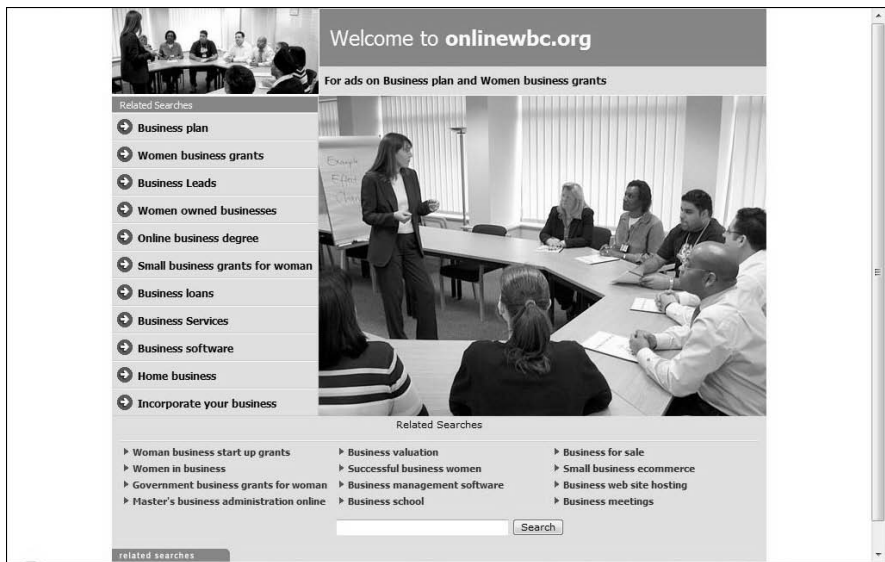 Welcome to onlinewbc.org
For ads on Business plan and Women business grants
Related Searches
Business plan
Women business grants
Business Leads
Women owned businesses
Online business degree
Small business grants for woman
Business loans
Business Services
Business software
Home business
Incorporate your business
Example
Related Searches
Woman business start up grants
Women in business
Government business grants for woman
Master's business administration online
Business valuation
Successful business women
Business management software
Business school
Business for sale
Small business ecommerce
Business web site hosting
Business meetings
Search
related searches